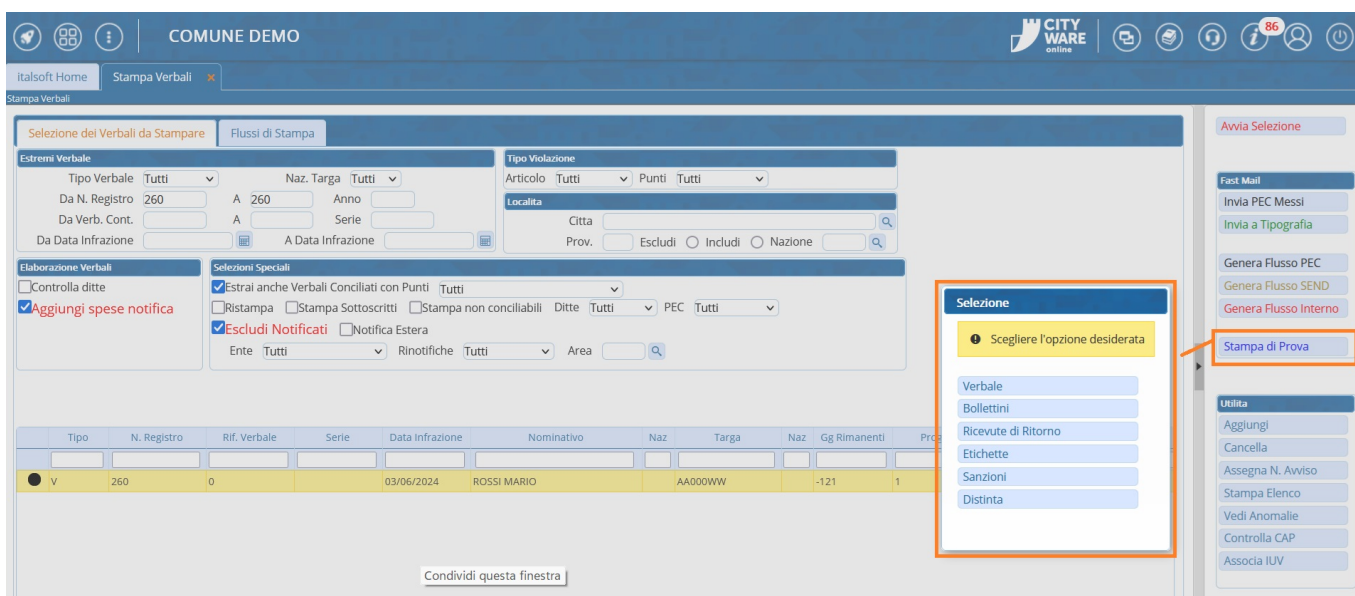 COMUNE DEMO
CITY
WARE
online
86
italsoft Home
Stampa Verbali ×
Stampa Verbali
Selezione dei Verbali da Stampare
Flussi di Stampa
Estremi Verbale
Tipo Verbale Tutti Naz. Targa Tutti
Da N. Registro 260 A 260 Anno
Da Verb. Cont. A Serie
Da Data Infrazione A Data Infrazione
Tipo Violazione
Articolo Tutti Punti Tutti
Localita
Citta
Prov. Escludi Includi Nazione
Elaborazione Verbali
Controlla ditte
Aggiungi spese notifica
Selezioni Speciali
Estrai anche Verbali Conciliati con Punti Tutti
Ristampa Stampa Sottoscritti Stampa non conciliabili Ditte Tutti PEC Tutti
Escludi Notificati Notifica Estera
Ente Tutti Rinotifiche Tutti Area
Tipo N. Registro Rif. Verbale Serie Data Infrazione Nominativo Naz Targa Naz Gg Rimanenti
V 260 0 03/06/2024 ROSSI MARIO AA000WW -121 1
Condividi questa finestra
Selezione
Scegliere l'opzione desiderata
Verbale
Bollettini
Ricevute di Ritorno
Etichette
Sanzioni
Distinta
Avvia Selezione
Fast Mail
Invia PEC Messi
Invia a Tipografia
Genera Flusso PEC
Genera Flusso SEND
Genera Flusso Interno
Stampa di Prova
Utilita
Aggiungi
Cancella
Assegna N. Avviso
Stampa Elenco
Vedi Anomalie
Controlla CAP
Associa IUV